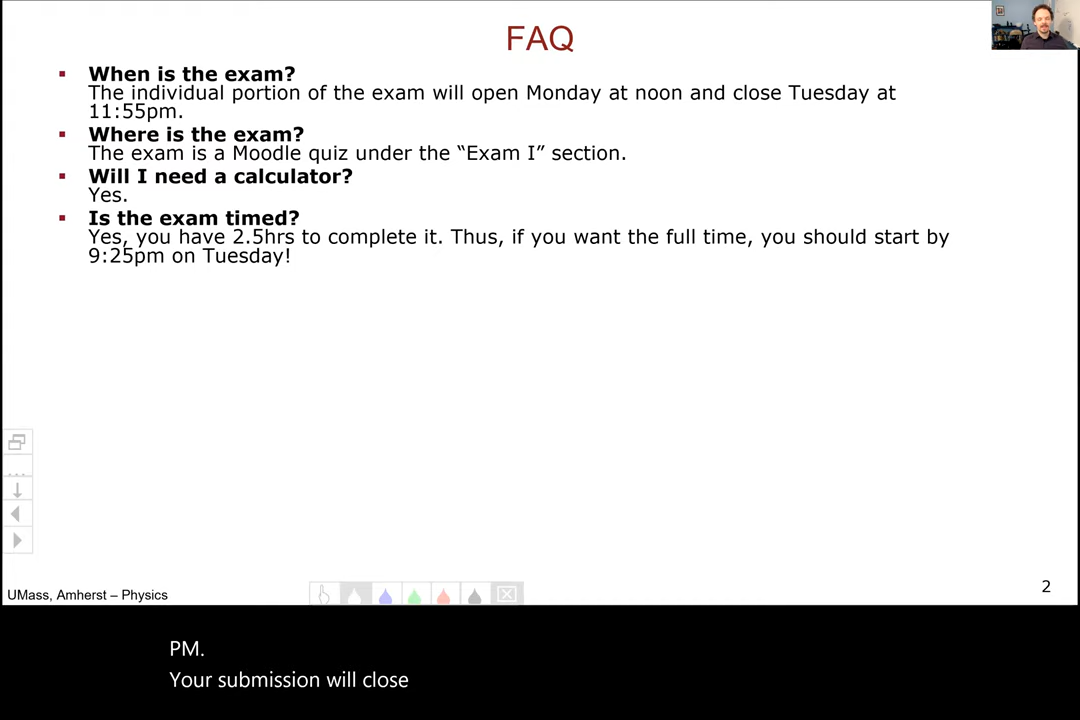 FAQ
▪ When is the exam?
The individual portion of the exam will open Monday at noon and close Tuesday at
11:55pm.
▪ Where is the exam?
The exam is a Moodle quiz under the “Exam I” section.
▪ Will I need a calculator?
Yes.
▪ Is the exam timed?
Yes, you have 2.5hrs to complete it. Thus, if you want the full time, you should start by
9:25pm on Tuesday!
UMass, Amherst – Physics
2
PM.
Your submission will close